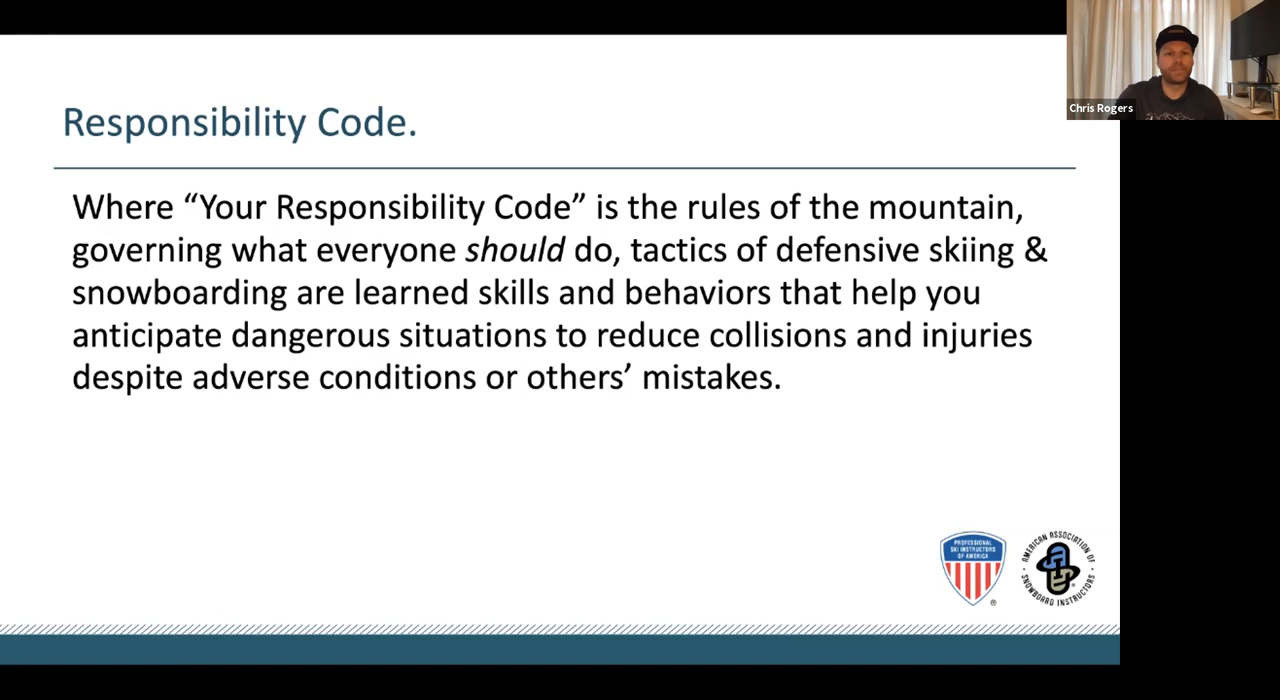 Responsibility Code.
Chris Rogers
Where “Your Responsibility Code” is the rules of the mountain,
governing what everyone should do, tactics of defensive skiing &
snowboarding are learned skills and behaviors that help you
anticipate dangerous situations to reduce collisions and injuries
despite adverse conditions or others’ mistakes.
PROFESSIONAL
SKI INSTRUCTORS
OF AMERICA
®
AMERICAN ASSOCIATION OF
SNOWBOARD INSTRUCTORS